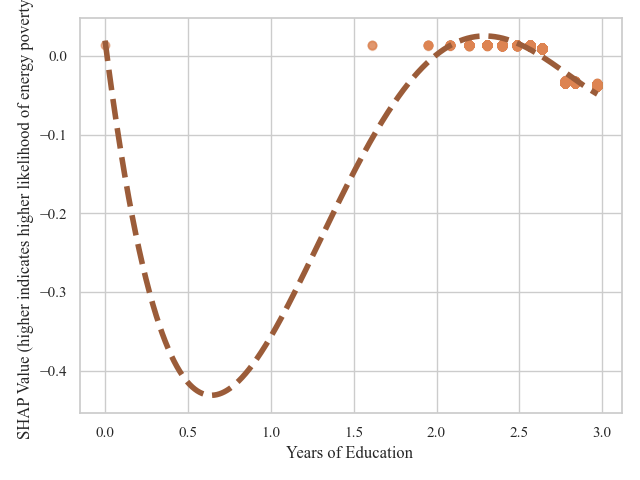 SHAP Value (higher indicates higher likelihood of energy poverty
0.0
−0.1
−0.2
−0.3
−0.4
0.0 0.5 1.0 1.5 2.0 2.5 3.0
Years of Education